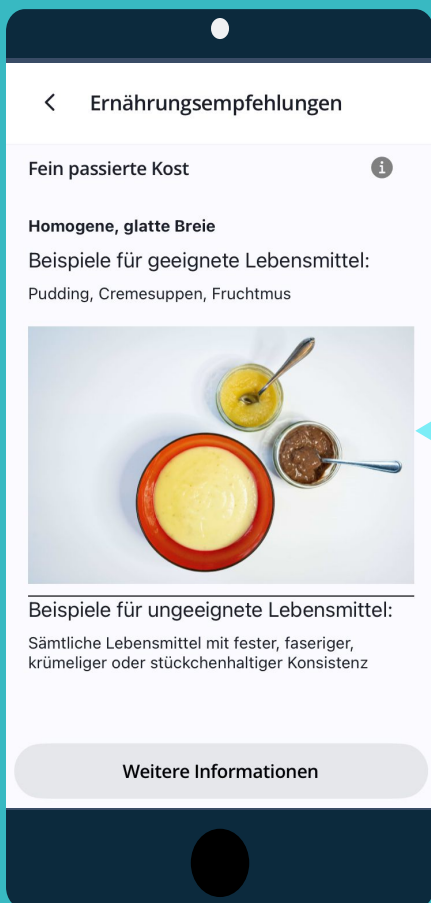 Ernährungsempfehlungen
Fein passierte Kost
Homogene, glatte Breie
Beispiele für geeignete Lebensmittel:
Pudding, Cremesuppen, Fruchtmus
Beispiele für ungeeignete Lebensmittel:
Sämtliche Lebensmittel mit fester, faseriger,
krümeliger oder stückchenhaltiger Konsistenz
Weitere Informationen